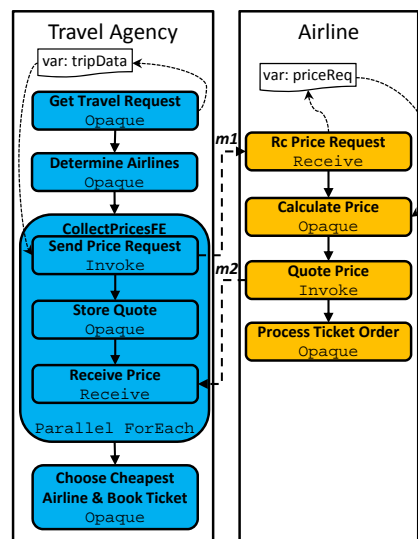 Travel Agency
var: tripData
Get Travel Request
Opaque
Determine Airlines
Opaque
CollectPricesFE
Send Price Request
Invoke
Store Quote
Opaque
Receive Price
Receive
Parallel ForEach
Choose Cheapest
Airline & Book Ticket
Opaque
m1
m2
Airline
var: priceReq
Rc Price Request
Receive
Calculate Price
Opaque
Quote Price
Invoke
Process Ticket Order
Opaque